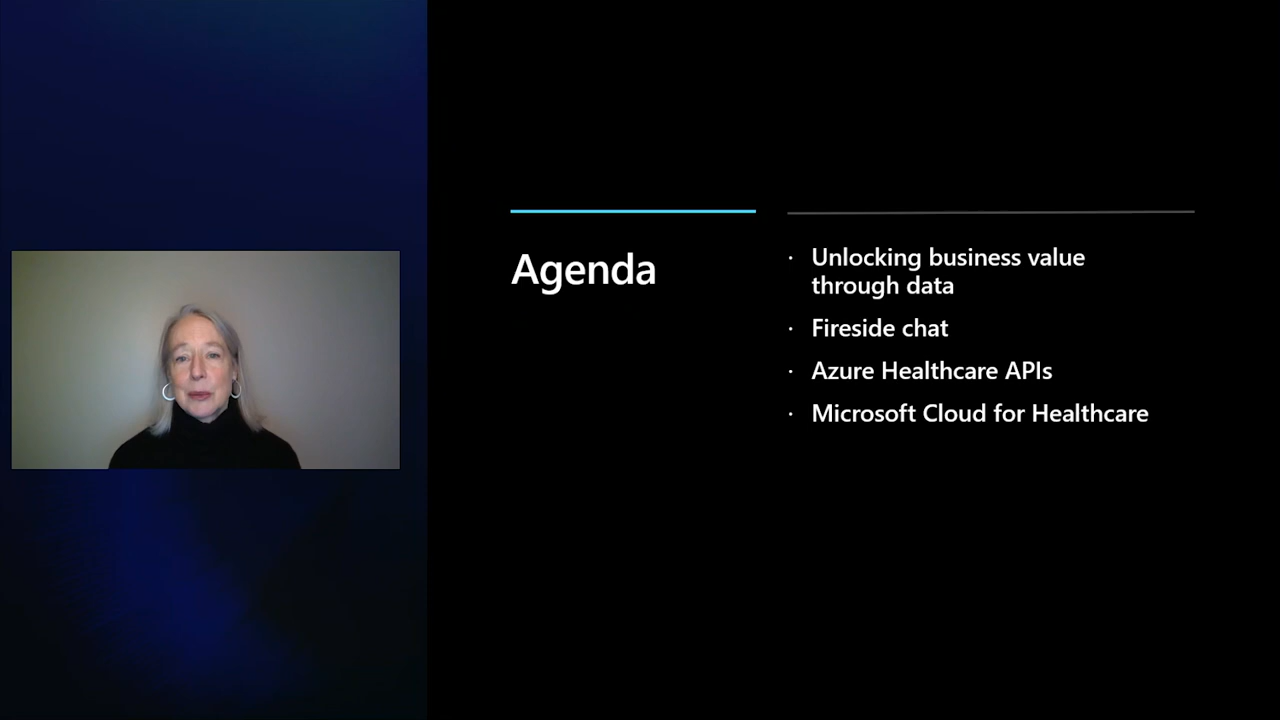 Agenda
· Unlocking business value
through data
· Fireside chat
· Azure Healthcare APIs
· Microsoft Cloud for Healthcare